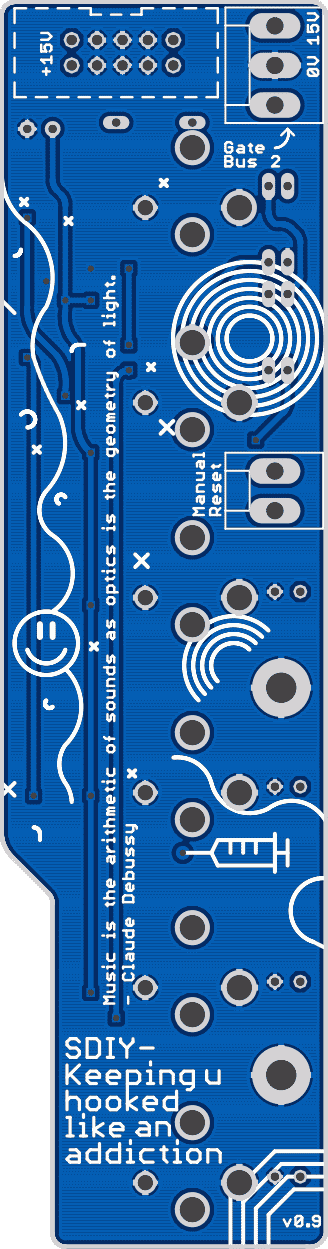 +15V
0V 15V
Gate
Bus 2
Manual
Reset
Music is the arithmetic of sounds as optics is the geometry of light.
- Claude Debussy
SDIY-
Keeping u
hooked
like an
addiction
v0.9